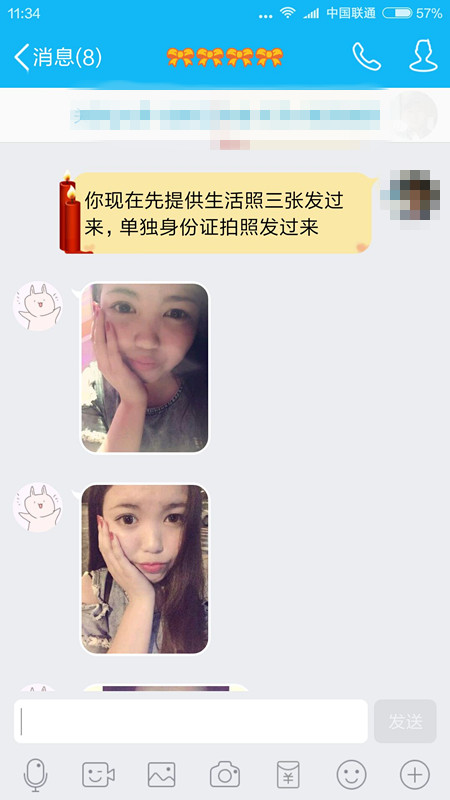 11:34
中国联通
57%
消息(8)
你现在先提供生活照三张发过
来，单独身份证拍照发过来
发送